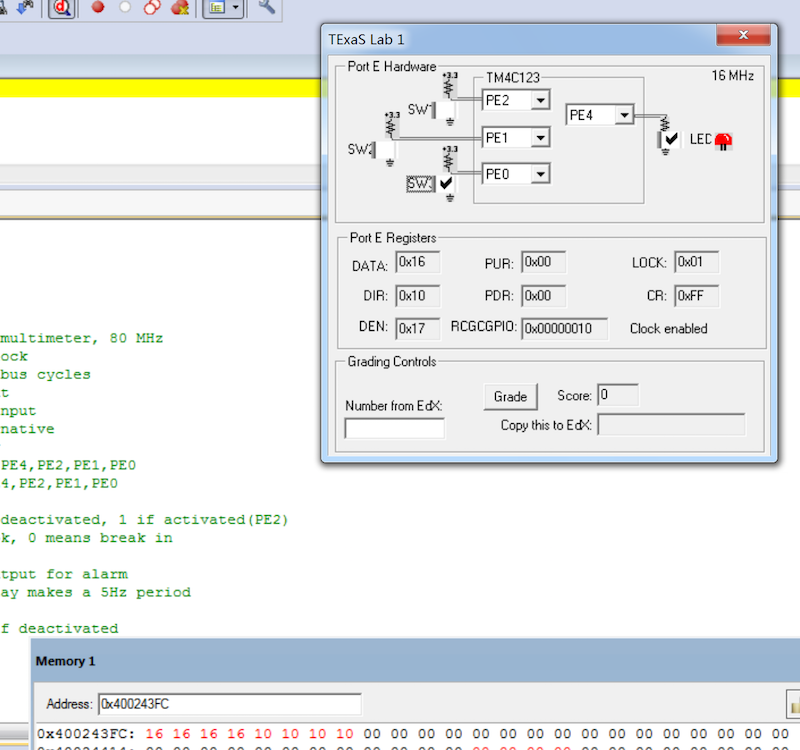 TExaS Lab 1
x
Port E Hardware
TM4C123
16 MHz
+3.3
PE2
PE4
SW1
+3.3
PE1
LED
SW2
+3.3
PE0
SW3
Port E Registers
DATA: 0x16 PUR: 0x00 LOCK: 0x01
DIR: 0x10 PDR: 0x00 CR: 0xFF
DEN: 0x17 RCGCGPIO: 0x00000010 Clock enabled
Grading Controls
Grade Score: 0
Number from EdX:
Copy this to EdX:
multimeter, 80 MHz
ock
bus cycles
t
nput
native
PE4,PE2,PE1,PE0
4,PE2,PE1,PE0
deactivated, 1 if activated(PE2)
k, 0 means break in
tput for alarm
ay makes a 5Hz period
f deactivated
Memory 1
Address: 0x400243FC
0x400243FC: 16 16 16 16 10 10 10 10 00 00 00 00 00 00 00 00 00 00 00 00 00 00 00 00